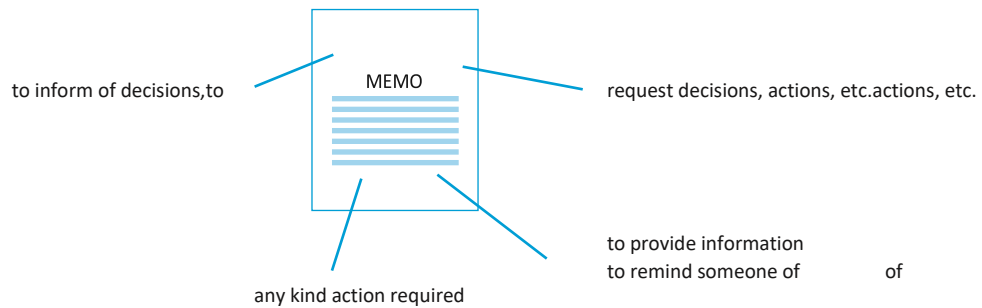 MEMO
to inform of decisions,to
request decisions, actions, etc.actions, etc.
to provide information
to remind someone of of
any kind action required